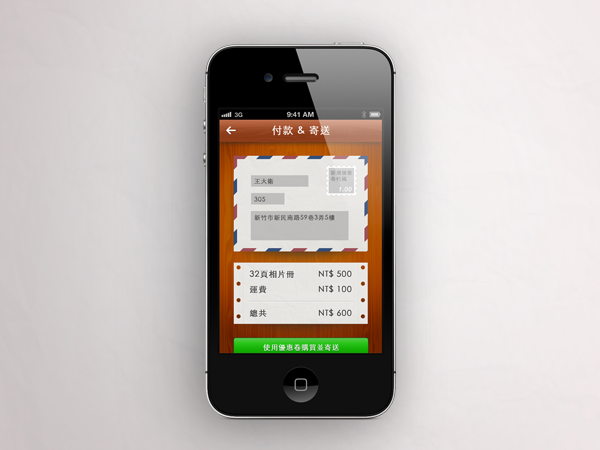 3G 9:41 AM
付款 & 寄送
王大衛
1.00
305
新竹市新民南路59巷3弄5樓
32頁相片冊 NT$ 500
運費 NT$ 100
總共 NT$ 600
使用優惠卷購買並寄送